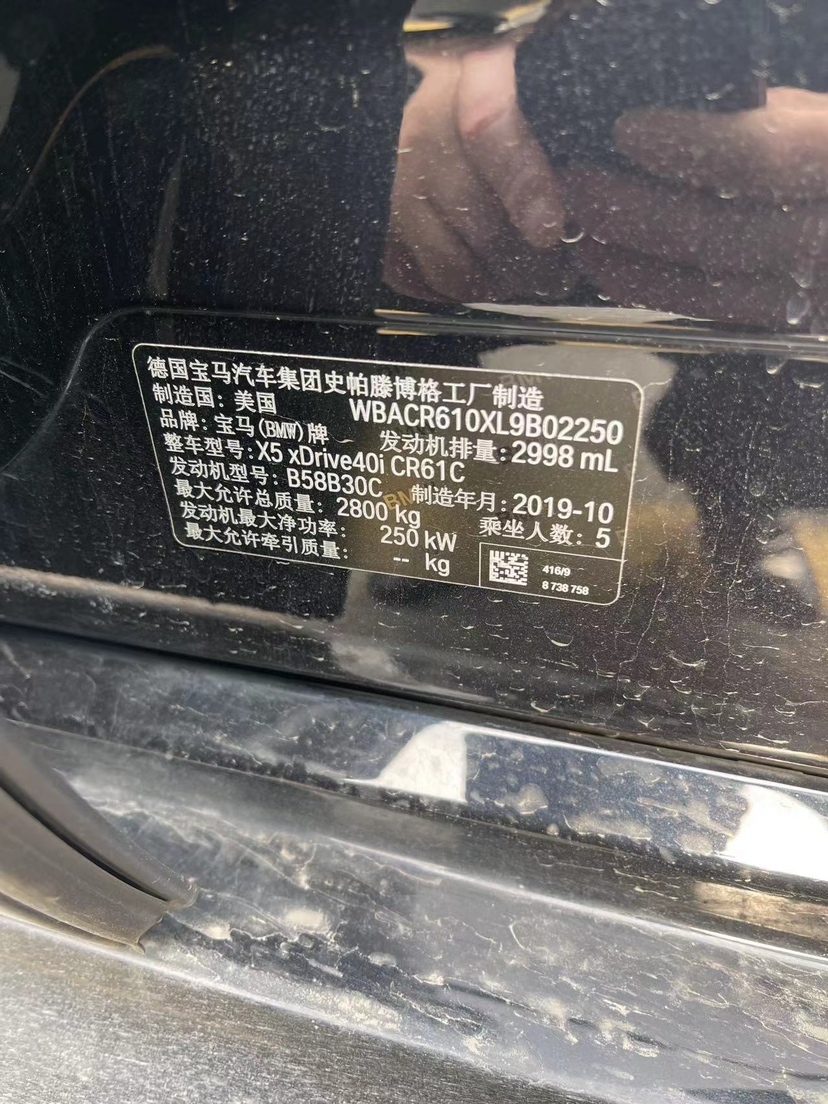 德国宝马汽车集团史帕滕博格工厂制造
制造国: 美国 WBACR610XL9B02250
品牌: 宝马(BMW)牌 发动机排量: 2998 mL
整车型号: X5 xDrive40i CR61C
发动机型号: B58B30C 制造年月: 2019-10
最大允许总质量: 2800 kg 乘坐人数: 5
发动机最大净功率: 250 kW
最大允许牵引质量: -- kg
416/9
8 738 758